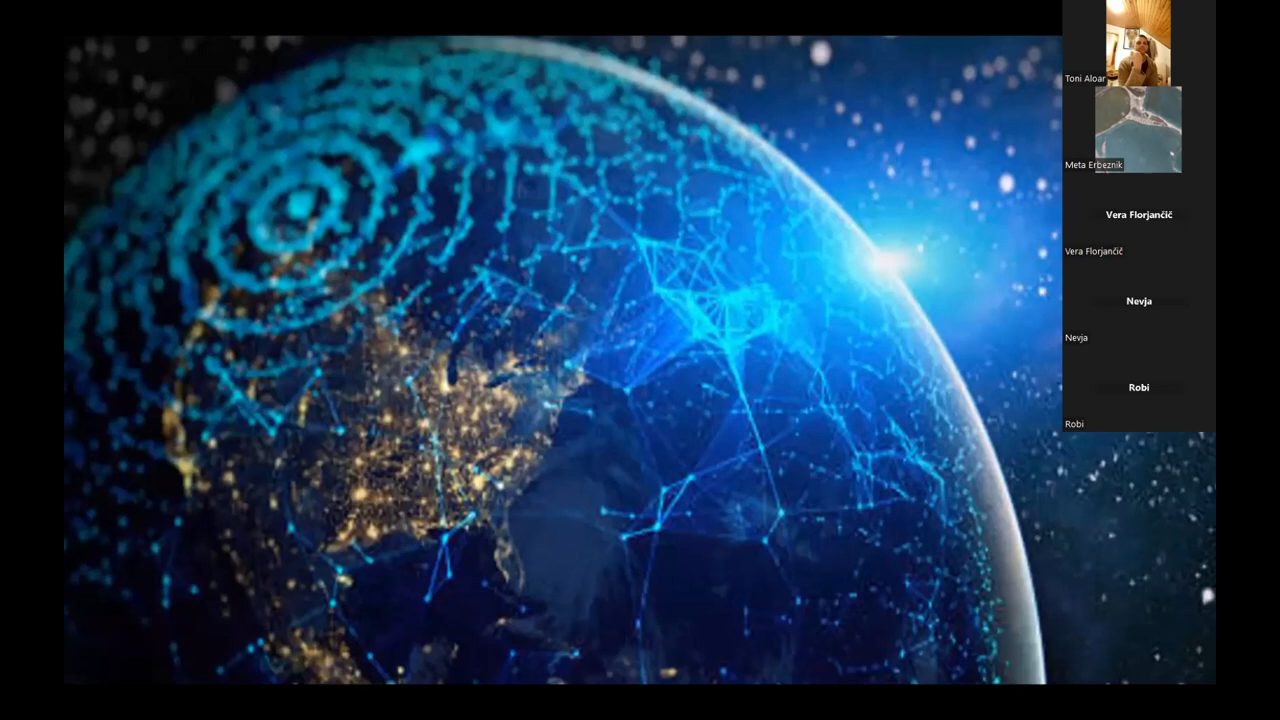 Toni Aloar
Meta Erbeznik
Vera Florjančič
Vera Florjančič
Nevja
Nevja
Robi
Robi